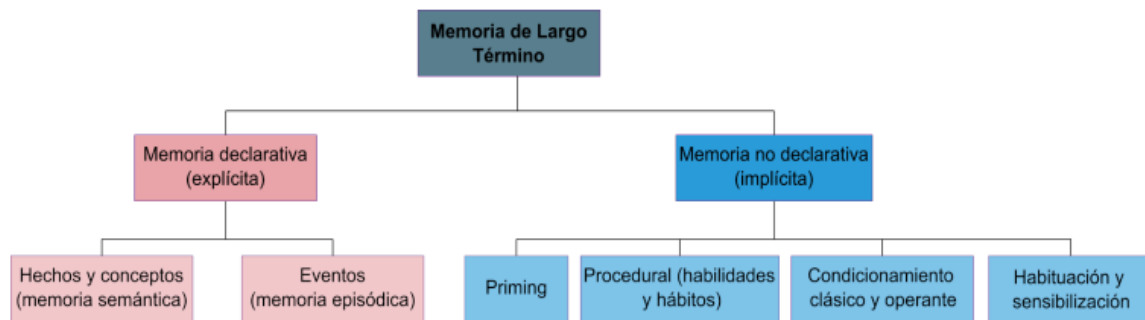 Memoria de Largo
Término
Memoria declarativa
(explícita)
Memoria no declarativa
(implícita)
Hechos y conceptos
(memoria semántica)
Eventos
(memoria episódica)
Priming
Procedural (habilidades
y hábitos)
Condicionamiento
clásico y operante
Habituación y
sensibilización